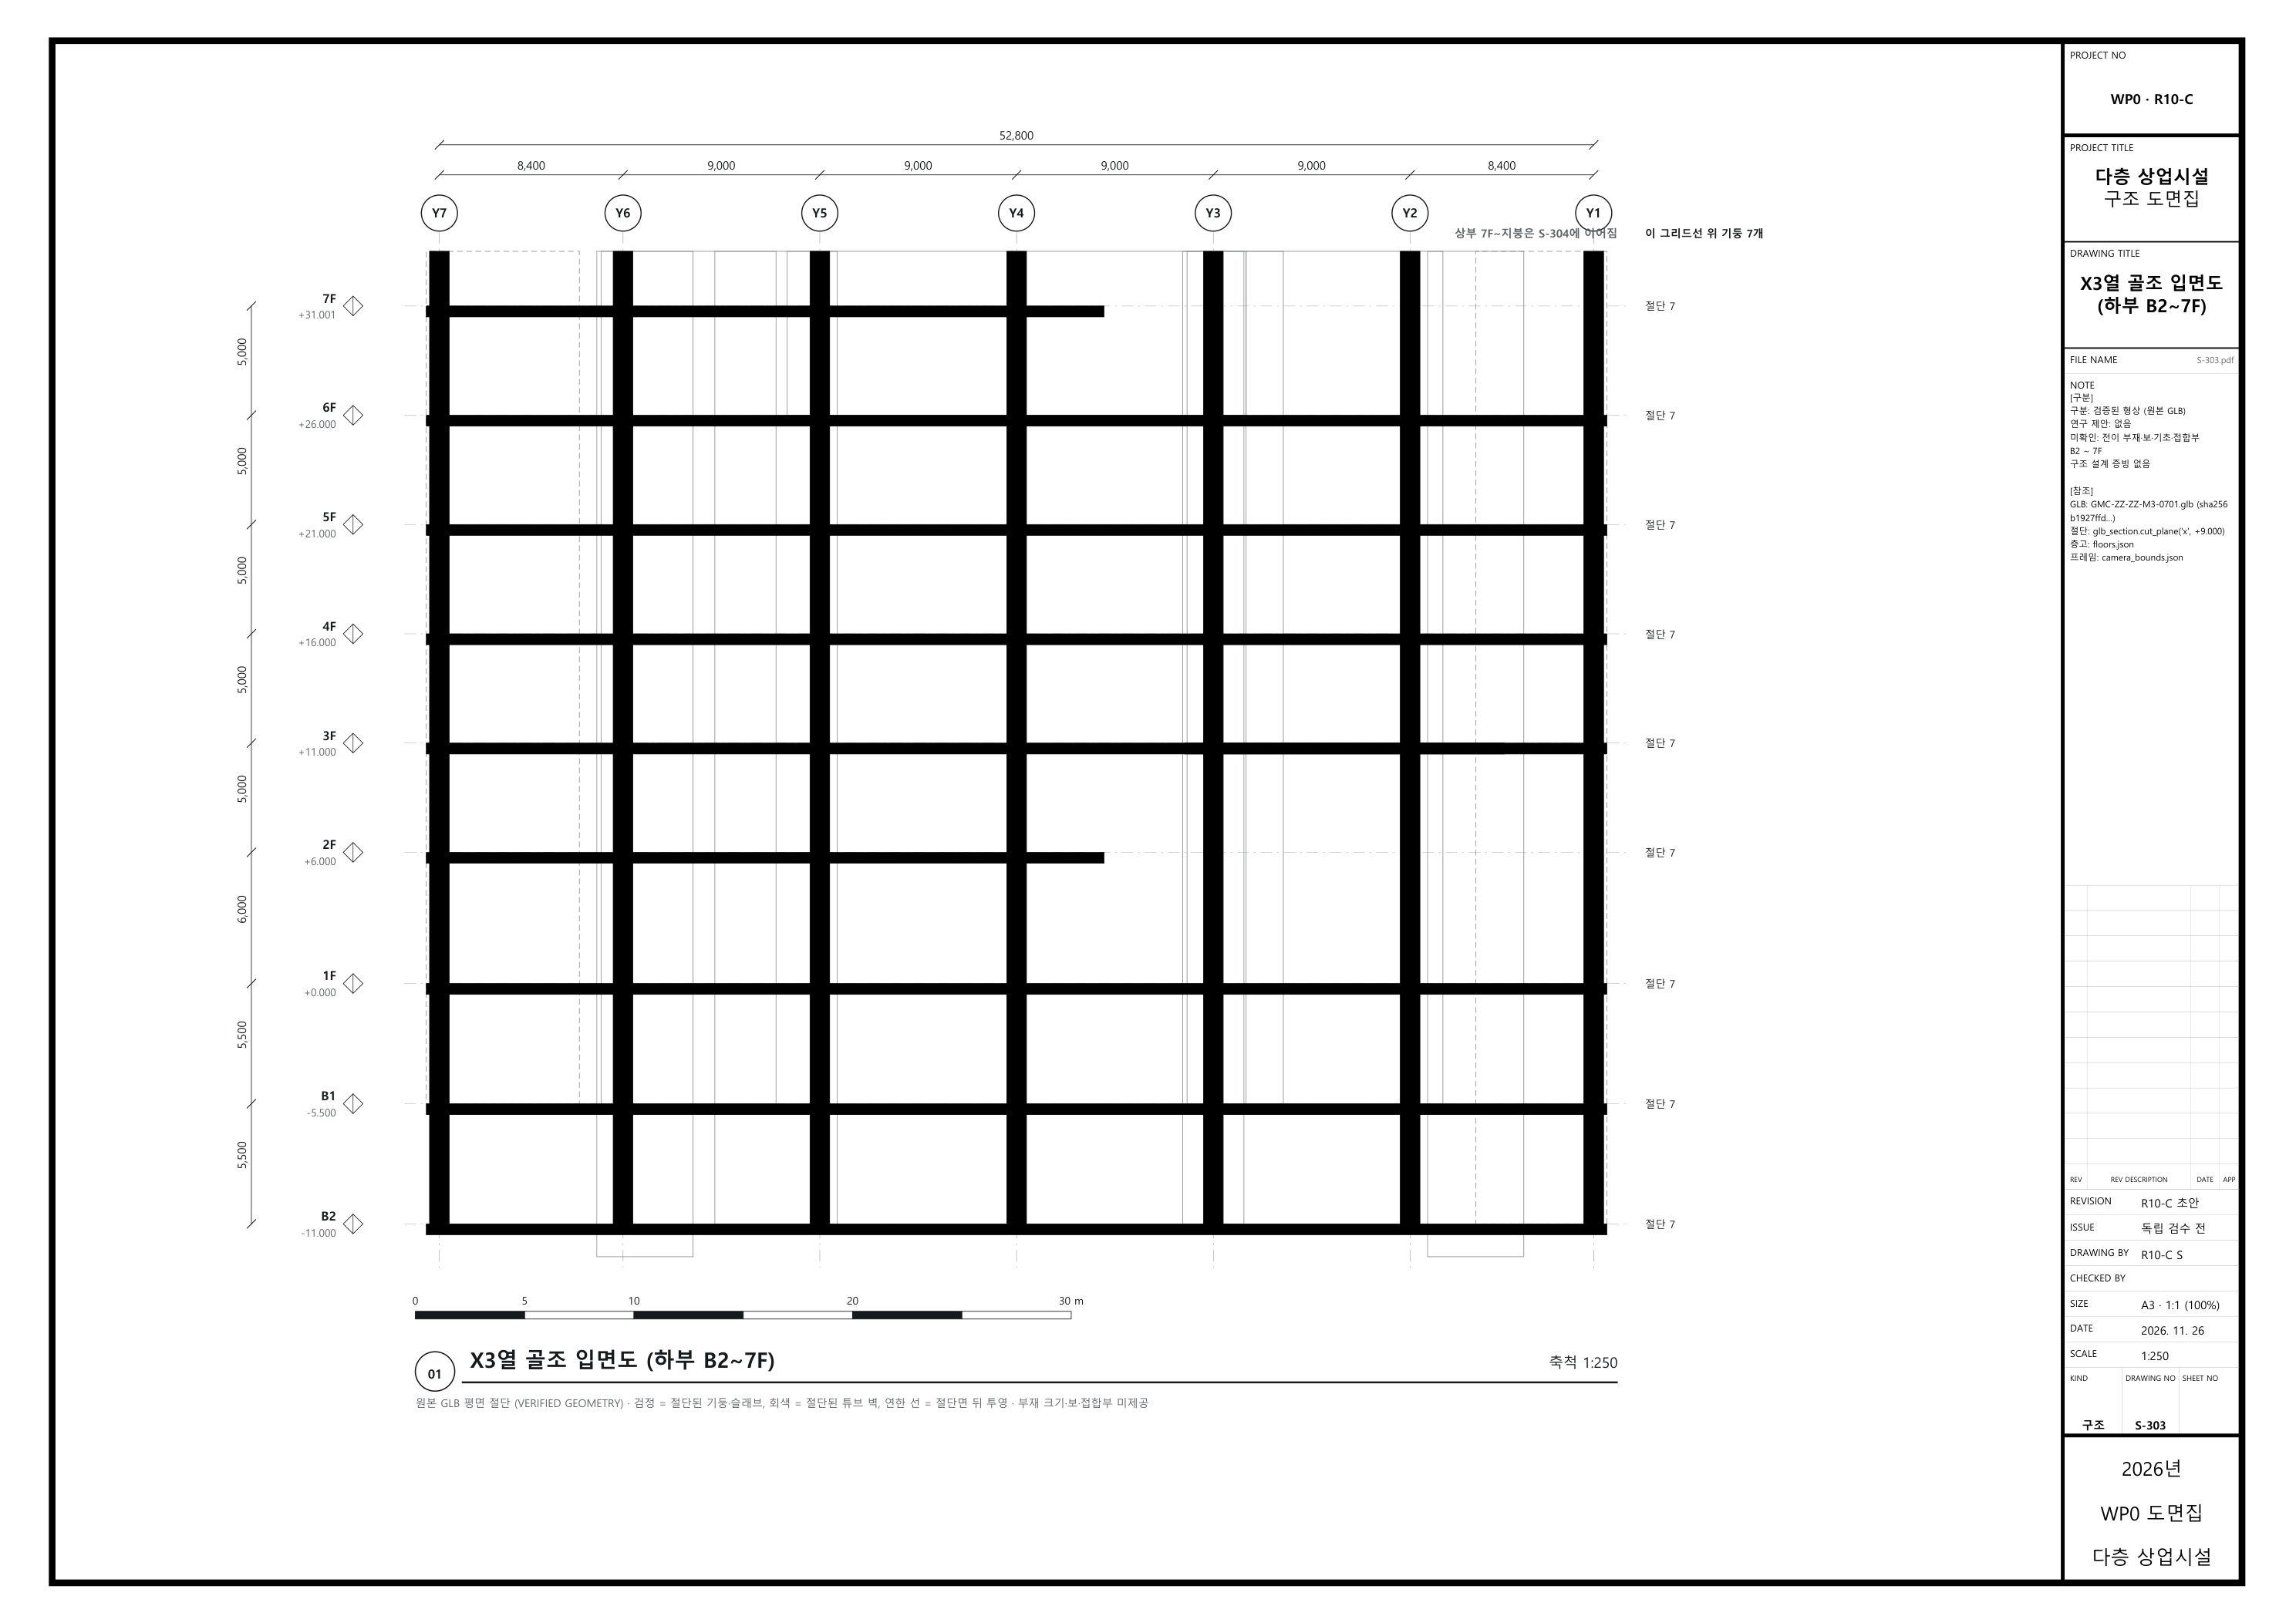 52,800
8,400 9,000 9,000 9,000 9,000 8,400
Y7 Y6 Y5 Y4 Y3 Y2 Y1
상부 7F~지붕은 S-304에 이어짐 이 그리드선 위 기둥 7개
7F
+31.001
절단 7
5,000
6F
+26.000
절단 7
5,000
5F
+21.000
절단 7
5,000
4F
+16.000
절단 7
5,000
3F
+11.000
절단 7
5,000
2F
+6.000
절단 7
6,000
1F
+0.000
절단 7
5,500
B1
-5.500
절단 7
5,500
B2
-11.000
절단 7
0 5 10 20 30 m
01 X3열 골조 입면도 (하부 B2~7F) 축척 1:250
원본 GLB 평면 절단 (VERIFIED GEOMETRY) · 검정 = 절단된 기둥·슬래브, 회색 = 절단된 튜브 벽, 연한 선 = 절단면 뒤 투영 · 부재 크기·보·접합부 미제공
PROJECT NO
WP0 · R10-C
PROJECT TITLE
다층 상업시설
구조 도면집
DRAWING TITLE
X3열 골조 입면도
(하부 B2~7F)
FILE NAME S-303.pdf
NOTE
[구분]
구분: 검증된 형상 (원본 GLB)
연구 제안: 없음
미확인: 전이 부재·보·기초·접합부
B2 ~ 7F
구조 설계 증빙 없음
[참조]
GLB: GMC-ZZ-ZZ-M3-0701.glb (sha256
b1927ffd…)
절단: glb_section.cut_plane('x', +9.000)
층고: floors.json
프레임: camera_bounds.json
REV REV DESCRIPTION DATE APP
REVISION R10-C 초안
ISSUE 독립 검수 전
DRAWING BY R10-C S
CHECKED BY
SIZE A3 · 1:1 (100%)
DATE 2026. 11. 26
SCALE 1:250
KIND DRAWING NO SHEET NO
구조 S-303
2026년
WP0 도면집
다층 상업시설